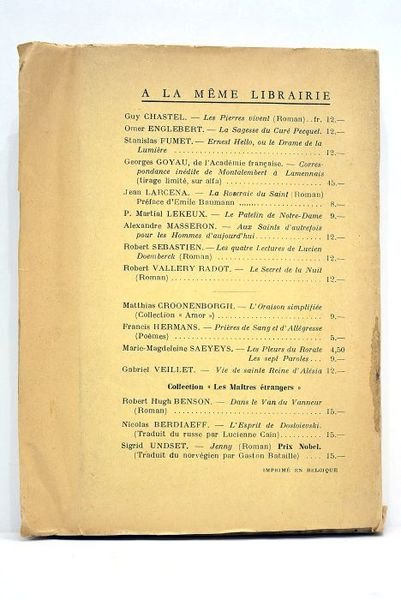 A LA MÊME LIBRAIRIE
Guy CHASTEL. — Les Pierres vivent (Roman) ..fr. 12.—
Omer ENGLEBERT. — La Sagesse du Curé Pecquet. 12.—
Stanislas FUMET. — Ernest Hello, ou le Drame de la
Lumière .......... 12.—
Georges GOYAU, de l'Académie française. — Corres-
pondance inédite de Montalembert à Lamennais
(tirage limité, sur alfa) .......... 45.—
Jean LARCENA. — La Roseraie du Saint (Roman)
Préface d'Emile Baumann ...... 8.—
P. Martial LEKEUX. — Le Patelin de Notre-Dame 9.—
Alexandre MASSERON. — Aux Saints d'autrefois
pour les Hommes d'aujourd'hui .......... 12.—
Robert SEBASTIEN. — Les quatre Lectures de Lucien
Doemberck (Roman) .......... 12.—
Robert VALLERY RADOT. — Le Secret de la Nuit
(Roman) .......... 12.—
Matthias CROONENBORGH. — L'Oraison simplifiée
(Collection « Amor ») .......... 9.—
Francis HERMANS. — Prières de Sang et d'Allégresse
(Poèmes) .......... 5.—
Marie-Magdeleine SAEYEYS. — Les Pleurs du Rorate 4,50
Les sept Paroles... 9.—
Gabriel VEILLET. — Vie de sainte Reine d'Alésia 12.—
Collection « Les Maîtres étrangers »
Robert Hugh BENSON. — Dans le Van du Vanneur
(Roman) .......... 15.—
Nicolas BERDIAEFF. — L'Esprit de Dostoievski.
(Traduit du russe par Lucienne Cain) .......... 15.—
Sigrid UNDSET. — Jenny (Roman) Prix Nobel.
(Traduit du norvégien par Gaston Bataille) .... 15.—
IMPRIMÉ EN BELGIQUE